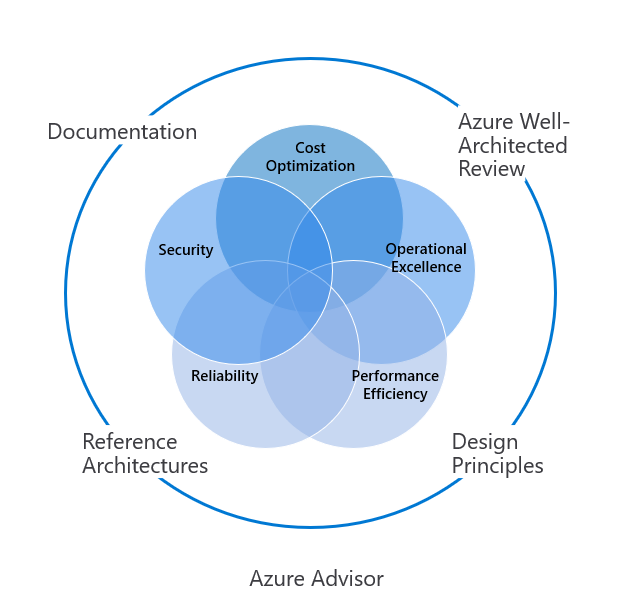 Documentation
Azure Well-
Architected
Review
Cost
Optimization
Security
Operational
Excellence
Reliability
Performance
Efficiency
Reference
Architectures
Design
Principles
Azure Advisor